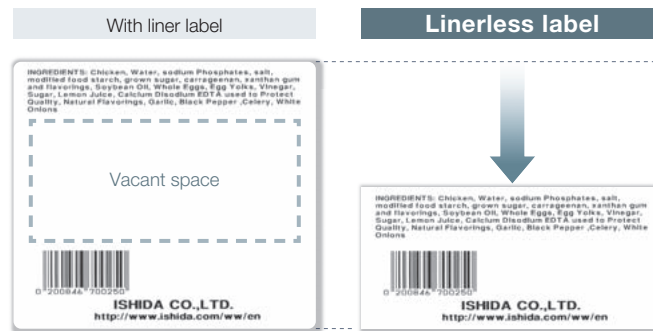 With liner label
Linerless label
INGREDIENTS: Chicken, Water, sodium Phosphates, salt,
modified food starch, grown sugar, carrageenan, xanthan gum
and flavorings, Soybean Oil, Whole Eggs, Egg Yolks, Vinegar,
Sugar, Lemon Juice, Calcium Disodium EDTA used to Protect
Quality, Natural Flavorings, Garlic, Black Pepper ,Celery, White
Onions
Vacant space
0 200846 700250
ISHIDA CO.,LTD.
http://www.ishida.com/ww/en
INGREDIENTS: Chicken, Water, sodium Phosphates, salt,
modified food starch, grown sugar, carrageenan, xanthan gum
and flavorings, Soybean Oil, Whole Eggs, Egg Yolks, Vinegar,
Sugar, Lemon Juice, Calcium Disodium EDTA used to Protect
Quality, Natural Flavorings, Garlic, Black Pepper ,Celery, White
Onions
0 200846 700250
ISHIDA CO.,LTD.
http://www.ishida.com/ww/en